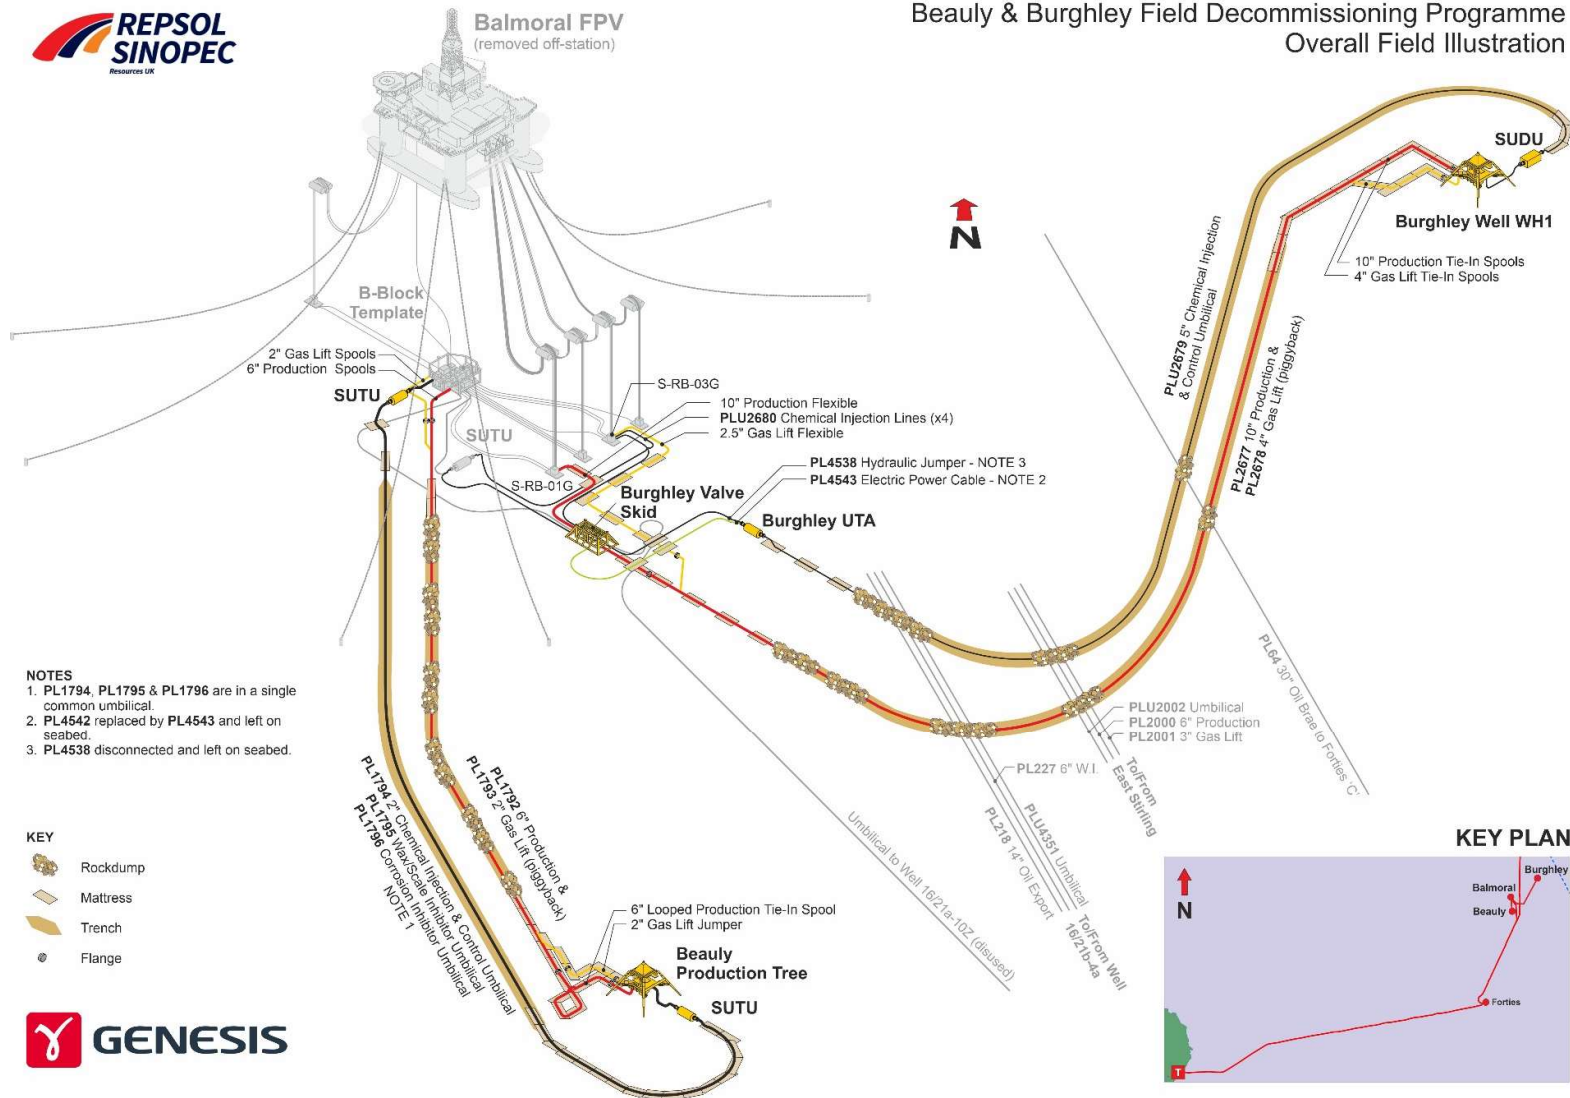 REPSOL
SINOPEC
Resources UK
Balmoral FPV
(removed off-station)
Beauly & Burghley Field Decommissioning Programme
Overall Field Illustration
SUDU
Burghley Well WH1
10" Production Tie-In Spools
4" Gas Lift Tie-In Spools
N
PLU2679 5" Chemical Injection
& Control Umbilical
PL2677 10" Production &
PL2678 4" Gas Lift (piggyback)
B-Block
Template
2" Gas Lift Spools
6" Production Spools
SUTU
SUTU
S-RB-03G
10" Production Flexible
PLU2680 Chemical Injection Lines (x4)
2.5" Gas Lift Flexible
S-RB-01G
PL4538 Hydraulic Jumper - NOTE 3
PL4543 Electric Power Cable - NOTE 2
Burghley Valve
Skid
Burghley UTA
PL64 30" Oil Brae to Forties 'C'
PLU2002 Umbilical
PL2000 6" Production
PL2001 3" Gas Lift
To/From
East Stirling
PL227 6" W.I.
PLU4351 Umbilical
PL218 14" Oil Export
To/From Well
16/21b-4a
Umbilical to Well 16/21a-10Z (disused)
NOTES
1. PL1794, PL1795 & PL1796 are in a single
common umbilical.
2. PL4542 replaced by PL4543 and left on
seabed.
3. PL4538 disconnected and left on seabed.
PL1792 6" Production &
PL1793 2" Gas Lift (piggyback)
PL1794 2" Chemical Injection & Control Umbilical
PL1795 Wax/Scale Inhibitor Umbilical
PL1796 Corrosion Inhibitor Umbilical
NOTE 1
6" Looped Production Tie-In Spool
2" Gas Lift Jumper
Beauly
Production Tree
SUTU
KEY
Rockdump
Mattress
Trench
Flange
GENESIS
KEY PLAN
N
Burghley
Balmoral
Beauly
Forties
T